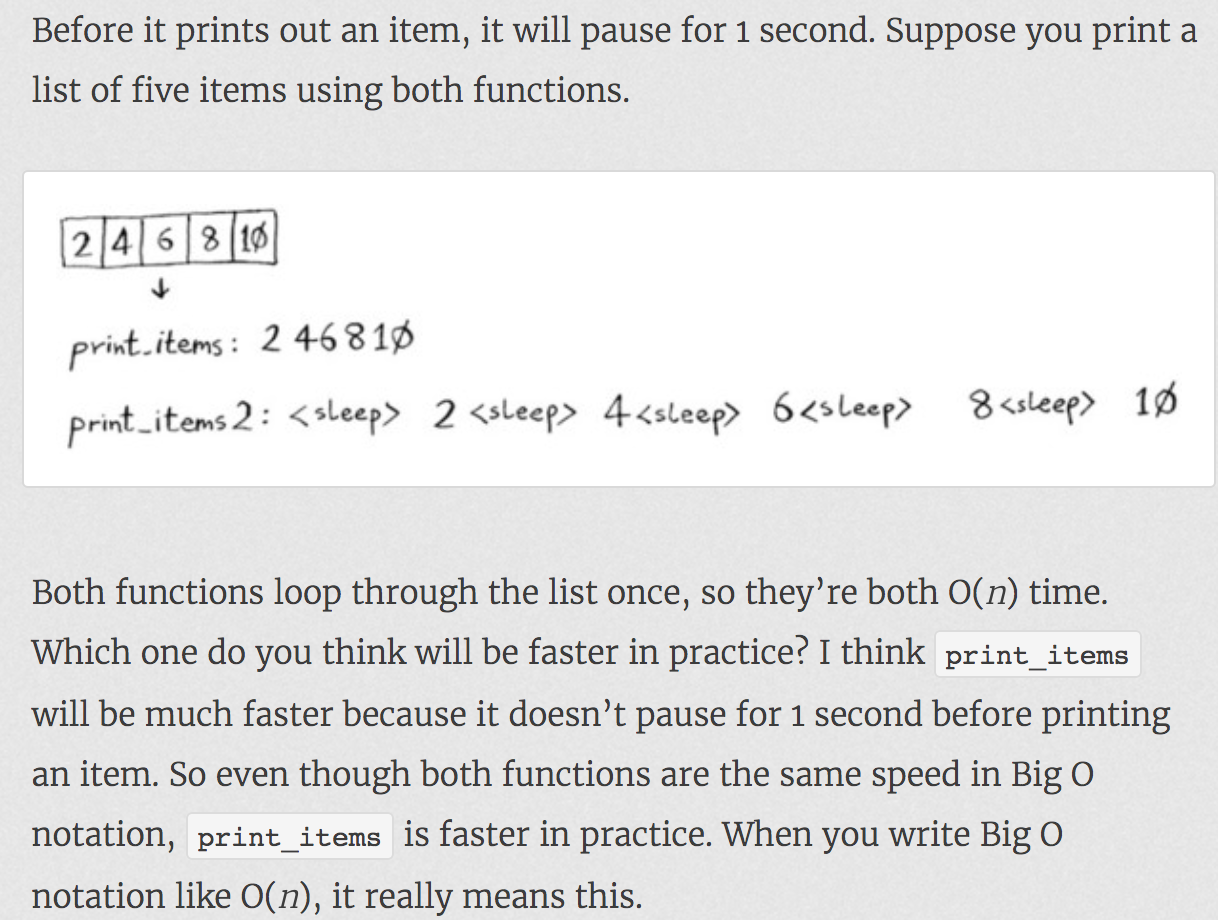 Before it prints out an item, it will pause for 1 second. Suppose you print a
list of five items using both functions.
2 4 6 8 10
print_items: 2 4 6 8 10
print_items2: <sleep> 2 <sleep> 4 <sleep> 6 <sleep> 8 <sleep> 10
Both functions loop through the list once, so they’re both O(n) time.
Which one do you think will be faster in practice? I think print_items
will be much faster because it doesn’t pause for 1 second before printing
an item. So even though both functions are the same speed in Big O
notation, print_items is faster in practice. When you write Big O
notation like O(n), it really means this.